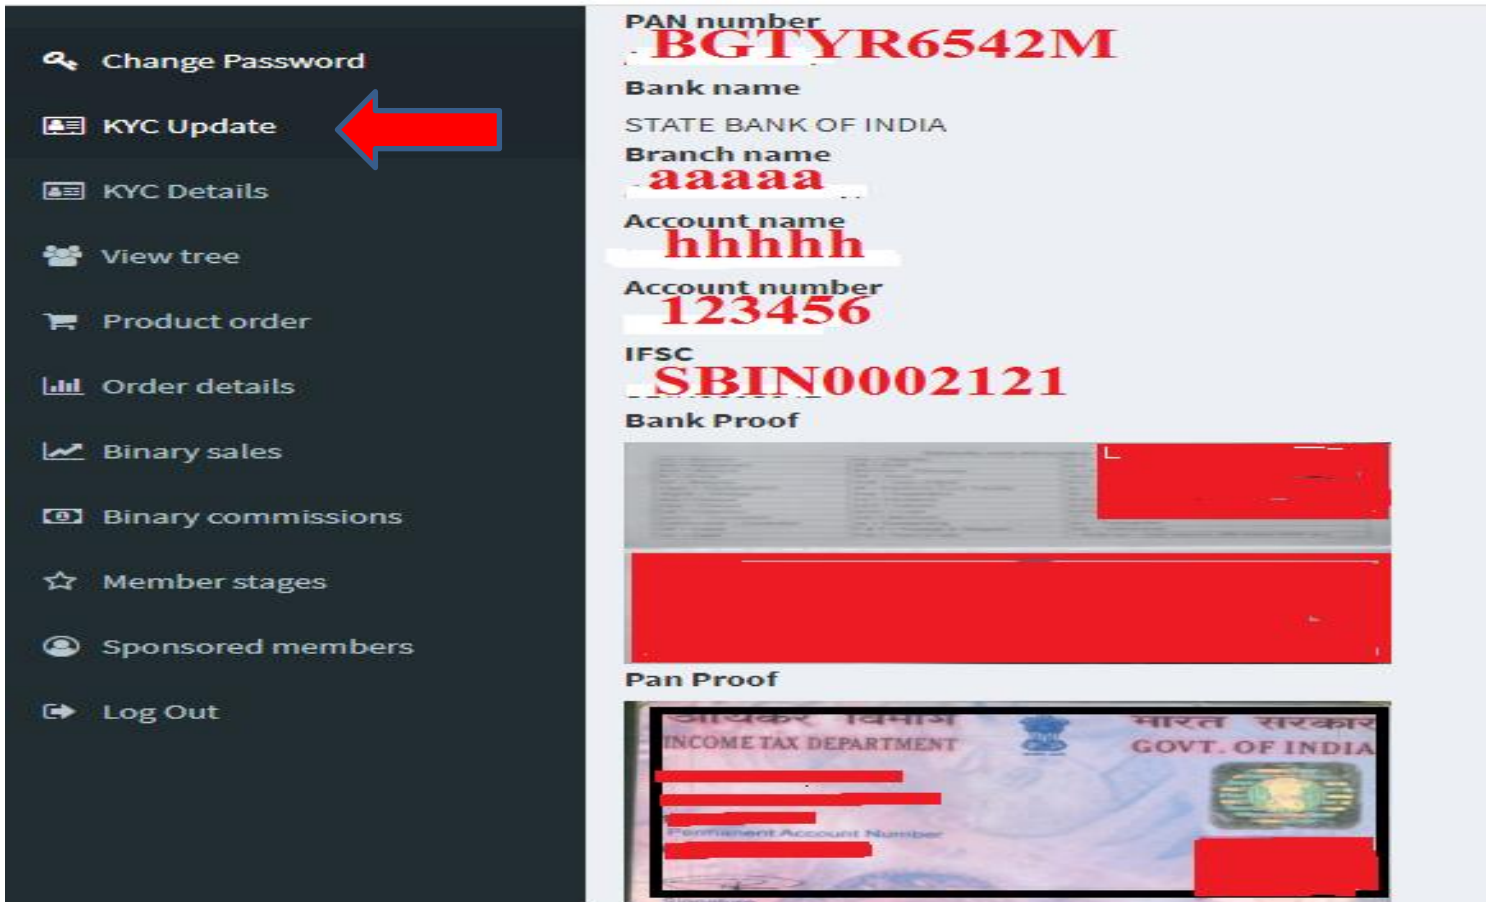 Change Password
KYC Update
KYC Details
View tree
Product order
Order details
Binary sales
Binary commissions
Member stages
Sponsored members
Log Out
PAN number
BGTYR6542M
Bank name
STATE BANK OF INDIA
Branch name
aaaaa
Account name
hhhhh
Account number
123456
IFSC
SBIN0002121
Bank Proof
Pan Proof
आयकर विभाग
भारत सरकार
INCOME TAX DEPARTMENT
GOVT. OF INDIA
Permanent Account Number
Signature